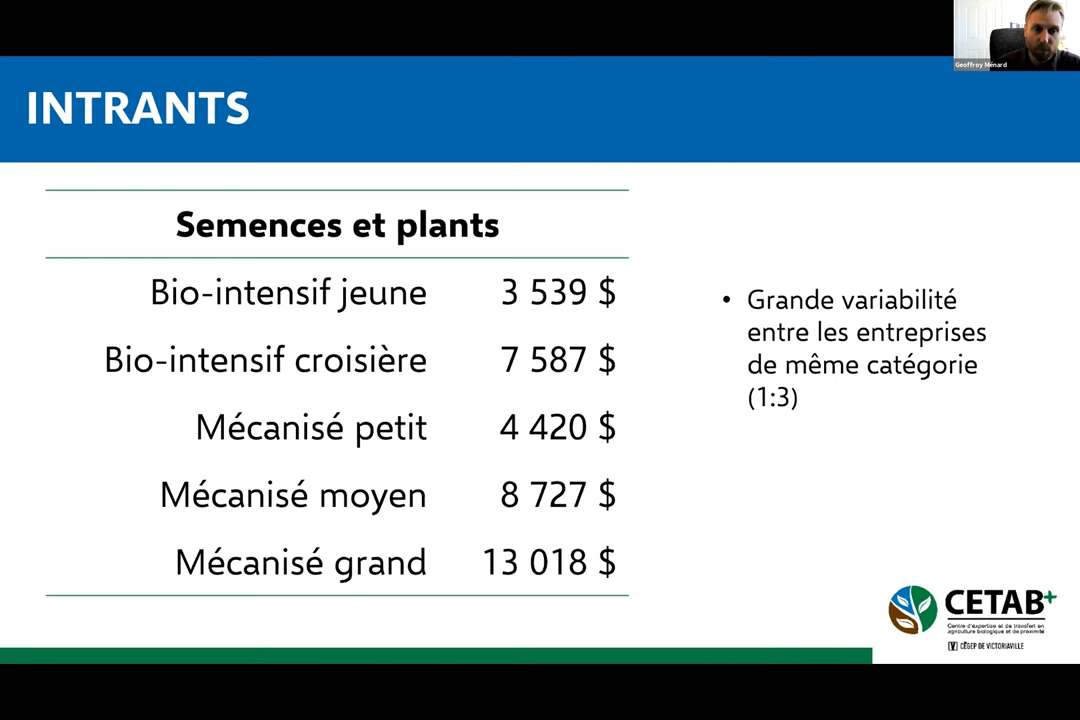 Geoffroy Ménard
INTRANTS
Semences et plants
Bio-intensif jeune 3 539 $
Bio-intensif croisière 7 587 $
Mécanisé petit 4 420 $
Mécanisé moyen 8 727 $
Mécanisé grand 13 018 $
• Grande variabilité
entre les entreprises
de même catégorie
(1:3)
CETAB+
Centre d'expertise et de transfert en
agriculture biologique et de proximité
CÉGEP DE VICTORIAVILLE